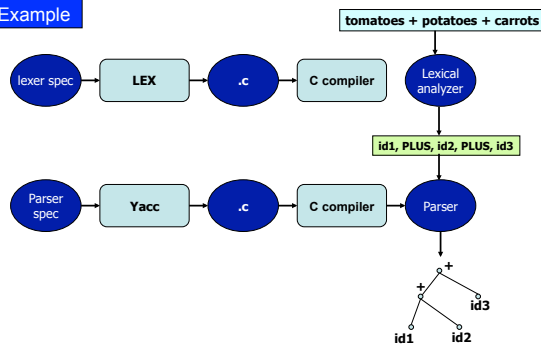 Example
tomatoes + potatoes + carrots
lexer spec
LEX
.c
C compiler
Lexical
analyzer
id1, PLUS, id2, PLUS, id3
Parser
spec
Yacc
.c
C compiler
Parser
+
+
id3
id1
id2